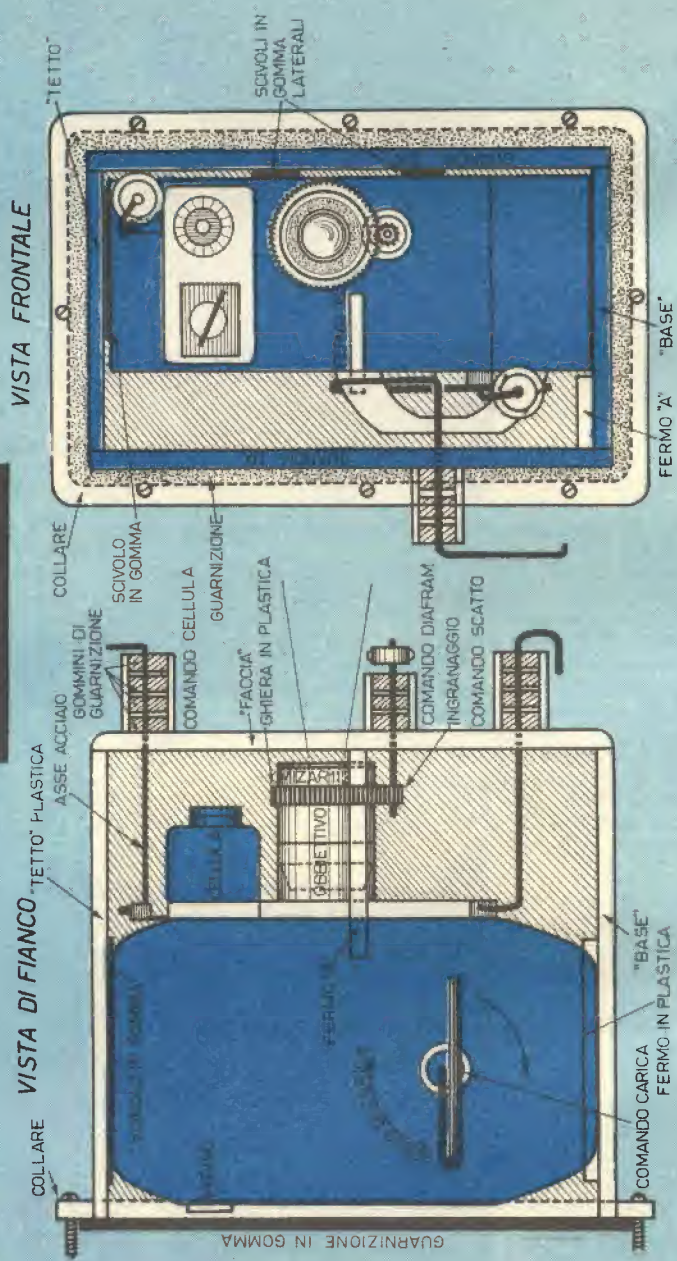 VISTA DI FIANCO
VISTA FRONTALE
COLLARE
"TETTO" PLASTICA
ASSE ACCIAIO
GOMMINI DI
GUARNIZIONE
COMANDO CELLULA
"FACCIA"
GHIERA IN PLASTICA
CELLULA
OBBIETTIVO
MIZAR
COMANDO DIAFRAM.
INGRANAGGIO
COMANDO SCATTO
"BASE"
FERMO IN PLASTICA
COMANDO CARICA
GUARNIZIONE IN GOMMA
COLLARE
SCIVOLO
IN GOMMA
GUARNIZIONE
"TETTO"
SCIVOLI IN
GOMMA
LATERALI
"BASE"
FERMO "A"